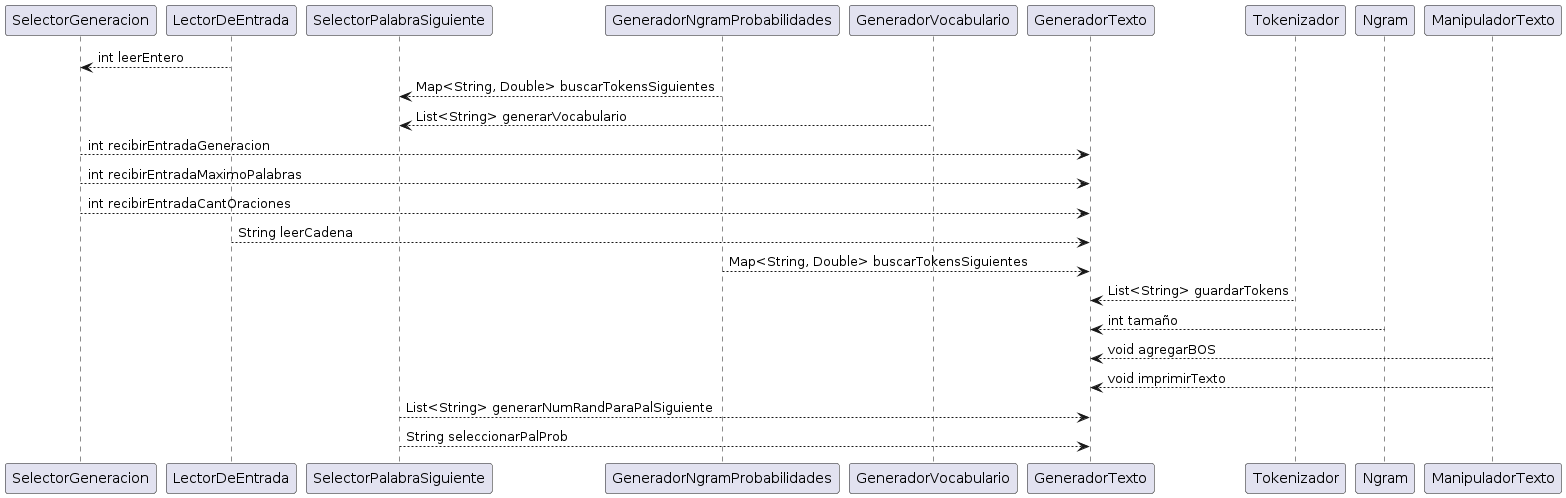 SelectorGeneracion LectorDeEntrada SelectorPalabraSiguiente GeneradorNgramProbabilidades GeneradorVocabulario GeneradorTexto Tokenizador Ngram ManipuladorTexto
int leerEntero
Map<String, Double> buscarTokensSiguientes
List<String> generarVocabulario
int recibirEntradaGeneracion
int recibirEntradaMaximoPalabras
int recibirEntradaCantOraciones
String leerCadena
Map<String, Double> buscarTokensSiguientes
List<String> guardarTokens
int tamaño
void agregarBOS
void imprimirTexto
List<String> generarNumRandParaPalSiguiente
String seleccionarPalProb
SelectorGeneracion LectorDeEntrada SelectorPalabraSiguiente GeneradorNgramProbabilidades GeneradorVocabulario GeneradorTexto Tokenizador Ngram ManipuladorTexto